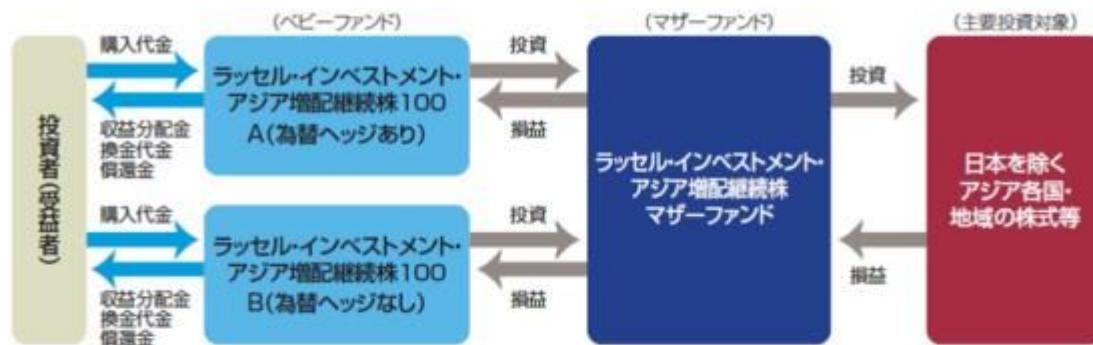 (ベビーファンド)
(マザーファンド)
(主要投資対象)
投資者(受益者)
購入代金
収益分配金
換金代金
償還金
ラッセル・インベストメント・
アジア増配継続株100
A(為替ヘッジあり)
投資
損益
購入代金
収益分配金
換金代金
償還金
ラッセル・インベストメント・
アジア増配継続株100
B(為替ヘッジなし)
投資
損益
ラッセル・インベストメント・
アジア増配継続株
マザーファンド
投資
損益
日本を除く
アジア各国・
地域の株式等